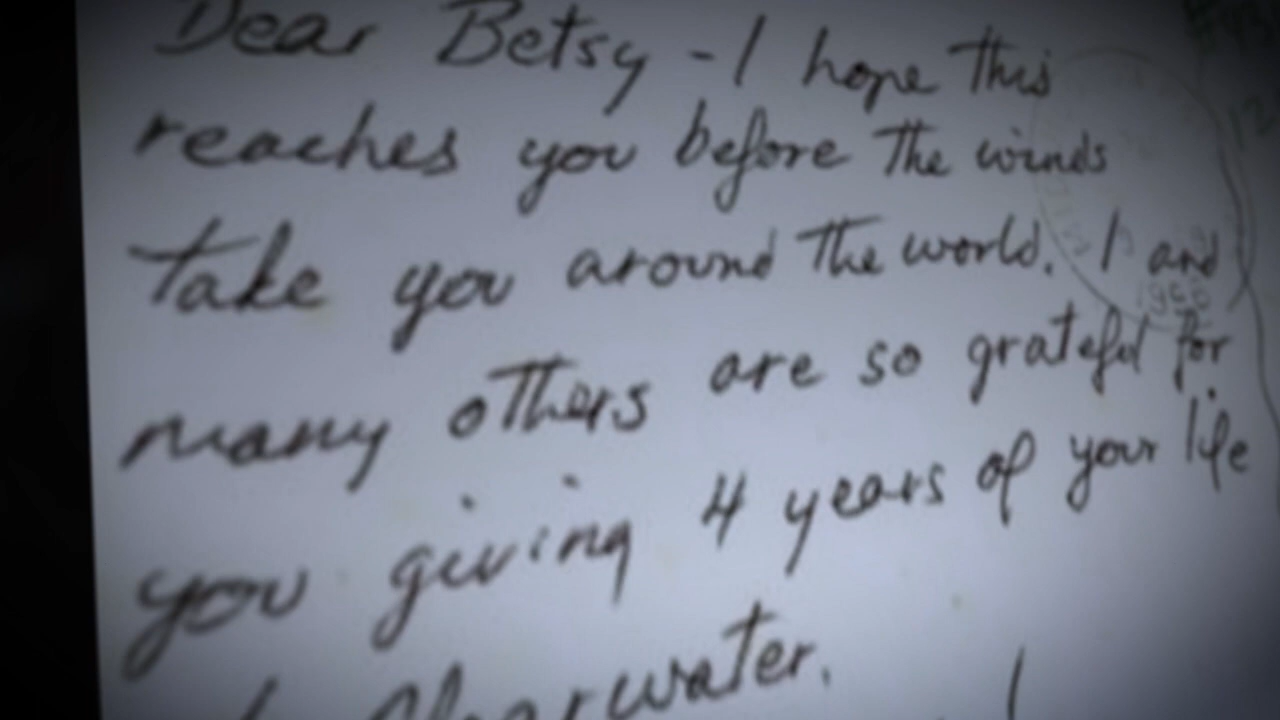 Dear Betsy - I hope this
reaches you before the winds
take you around the world. I and
many others are so grateful for
you giving 4 years of your life
Clearwater.